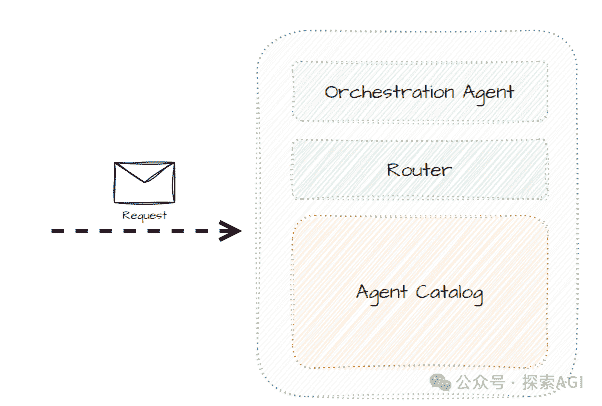 Orchestration Agent
Router
Request
Agent Catalog
公众号·探索AGI